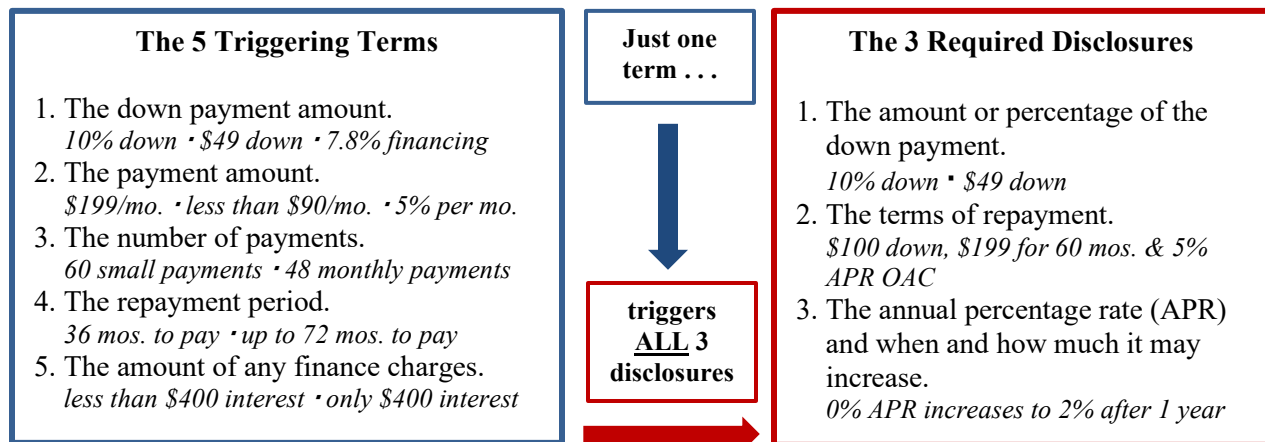 The 5 Triggering Terms
1. The down payment amount.
10% down · $49 down · 7.8% financing
2. The payment amount.
$199/mo. · less than $90/mo. · 5% per mo.
3. The number of payments.
60 small payments · 48 monthly payments
4. The repayment period.
36 mos. to pay · up to 72 mos. to pay
5. The amount of any finance charges.
less than $400 interest · only $400 interest
Just one
term . . .
triggers
ALL 3
disclosures
The 3 Required Disclosures
1. The amount or percentage of the
down payment.
10% down · $49 down
2. The terms of repayment.
$100 down, $199 for 60 mos. & 5%
APR OAC
3. The annual percentage rate (APR)
and when and how much it may
increase.
0% APR increases to 2% after 1 year